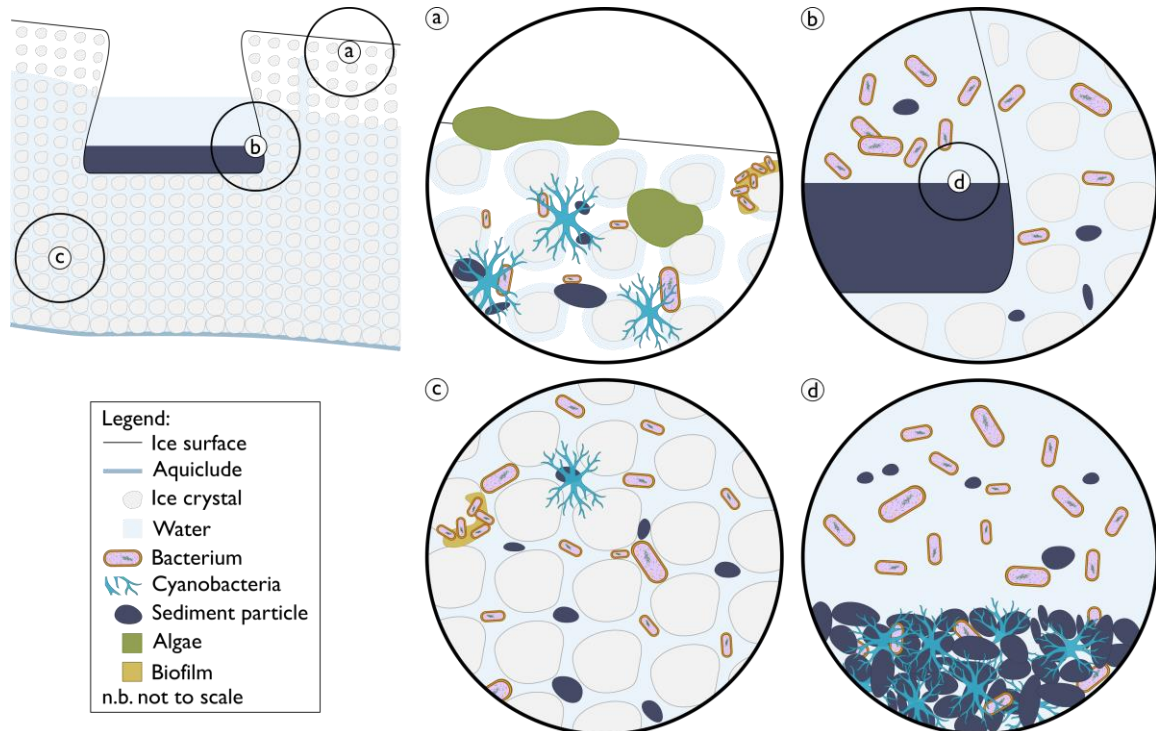 a
b
c
a
b
d
Legend:
Ice surface
Aquiclude
Ice crystal
Water
Bacterium
Cyanobacteria
Sediment particle
Algae
Biofilm
n.b. not to scale
c
d